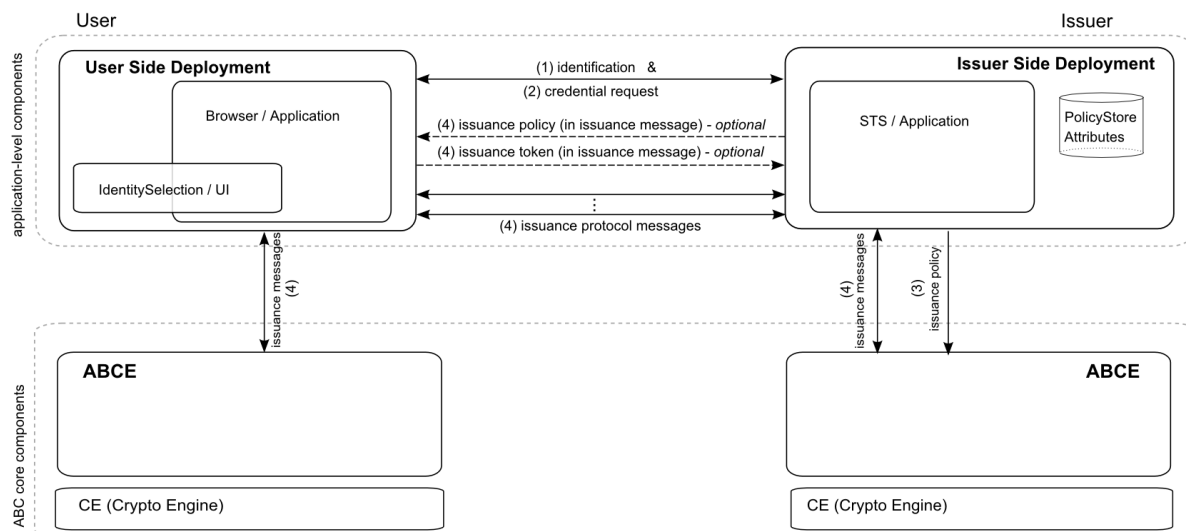 User
Issuer
application-level components
User Side Deployment
Browser / Application
IdentitySelection / UI
(1) identification &
(2) credential request
(4) issuance policy (in issuance message) - optional
(4) issuance token (in issuance message) - optional
⋮
(4) issuance protocol messages
Issuer Side Deployment
STS / Application
PolicyStore
Attributes
issuance messages
(4)
(4)
issuance messages
(3)
issuance policy
ABC core components
ABCE
CE (Crypto Engine)
ABCE
CE (Crypto Engine)